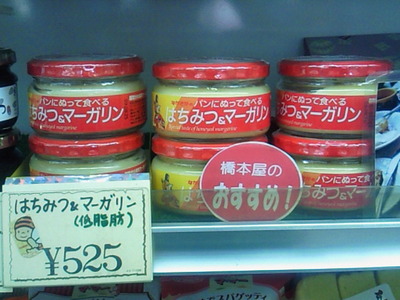 パンにぬって食べる
はちみつ&マーガリン
パンにぬって食べる
はちみつ&マーガリン
パンにぬって食べる
はちみつ&マーガリン
橋本屋の
おすすめ!
はちみつ&マーガリン
(低脂肪)
¥525